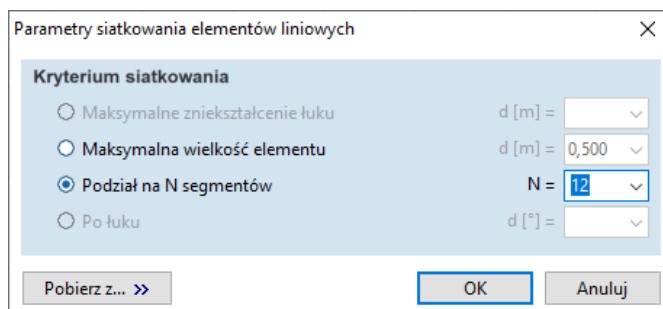 Parametry siatkowania elementów liniowych
Kryterium siatkowania
Maksymalne zniekształcenie łuku d [m] =
Maksymalna wielkość elementu d [m] = 0,500
Podział na N segmentów N = 12
Po łuku d [°] =
Pobierz z... »
OK
Anuluj